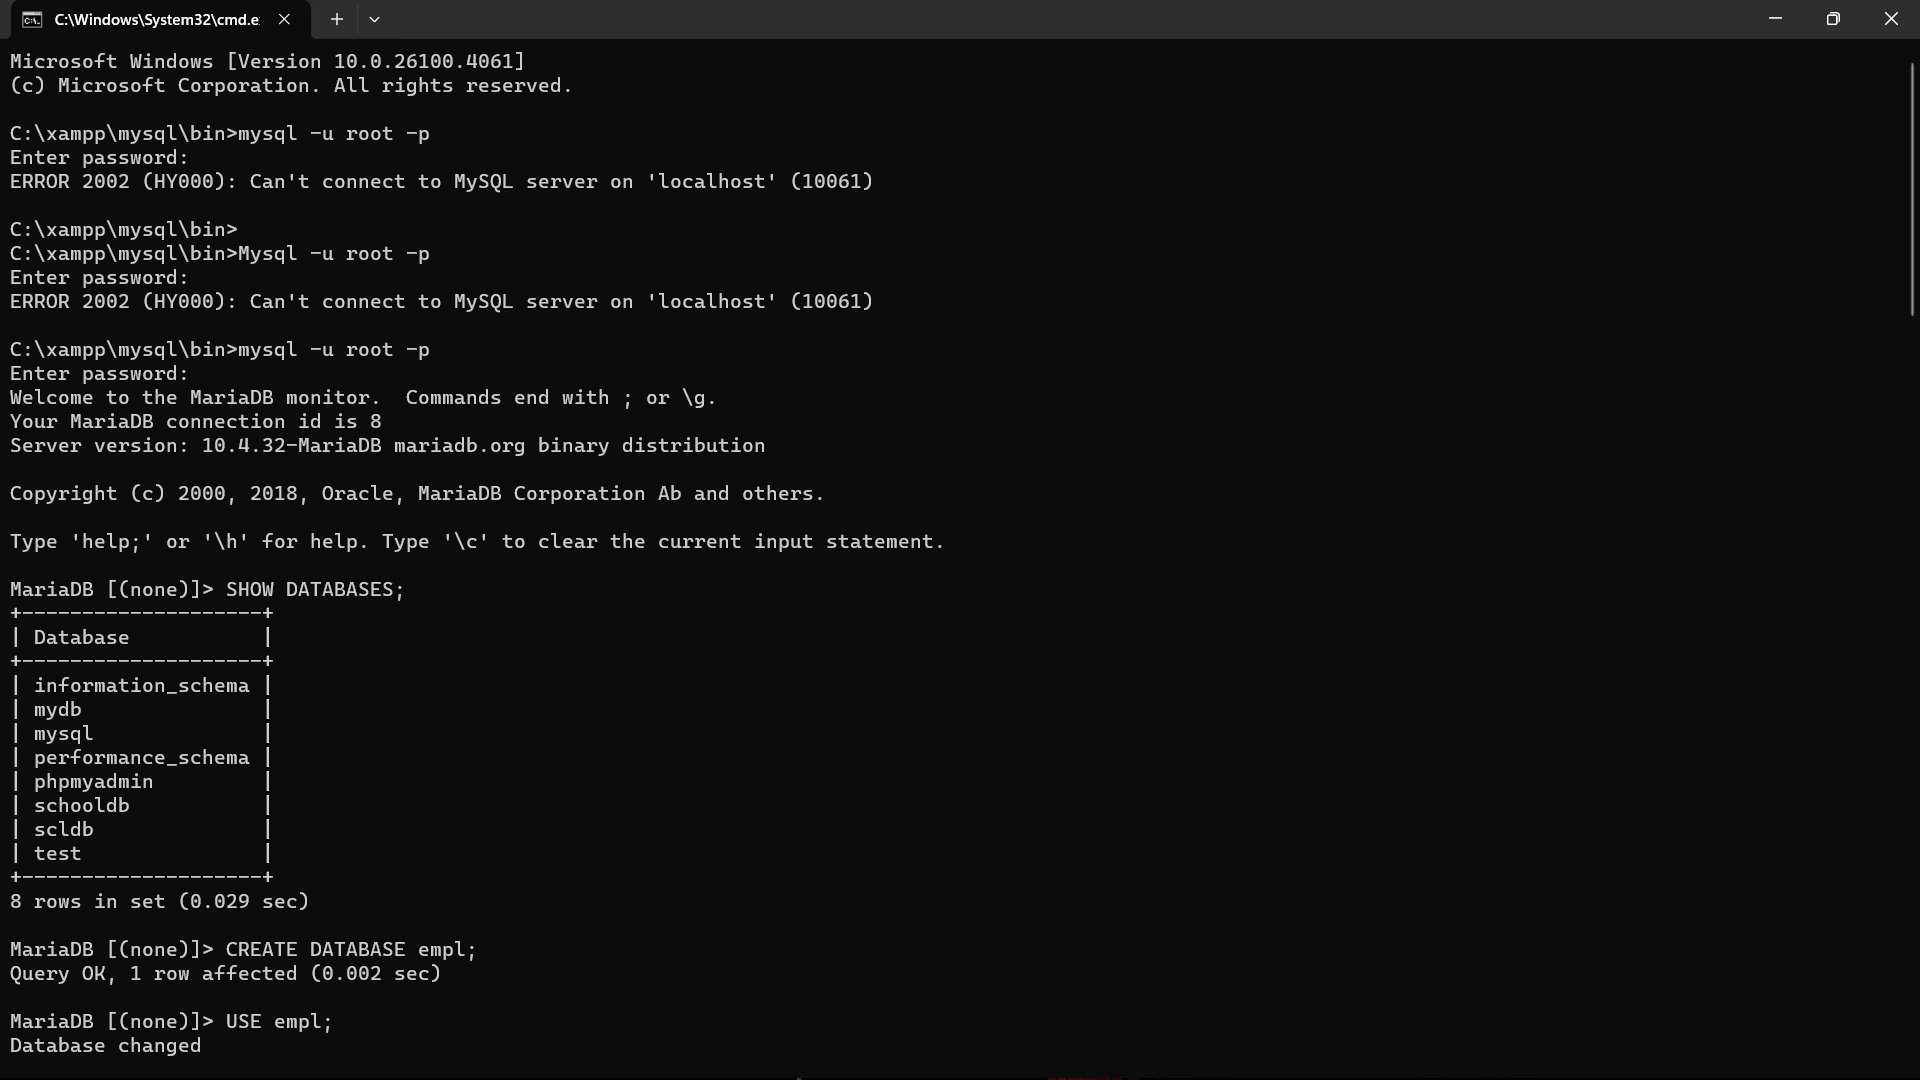 C:\Windows\System32\cmd.e
Microsoft Windows [Version 10.0.26100.4061]
(c) Microsoft Corporation. All rights reserved.
C:\xampp\mysql\bin>mysql -u root -p
Enter password:
ERROR 2002 (HY000): Can't connect to MySQL server on 'localhost' (10061)
C:\xampp\mysql\bin>
C:\xampp\mysql\bin>Mysql -u root -p
Enter password:
ERROR 2002 (HY000): Can't connect to MySQL server on 'localhost' (10061)
C:\xampp\mysql\bin>mysql -u root -p
Enter password:
Welcome to the MariaDB monitor.  Commands end with ; or \g.
Your MariaDB connection id is 8
Server version: 10.4.32-MariaDB mariadb.org binary distribution
Copyright (c) 2000, 2018, Oracle, MariaDB Corporation Ab and others.
Type 'help;' or '\h' for help. Type '\c' to clear the current input statement.
MariaDB [(none)]> SHOW DATABASES;
+--------------------+
| Database           |
+--------------------+
| information_schema |
| mydb               |
| mysql              |
| performance_schema |
| phpmyadmin         |
| schooldb           |
| scldb              |
| test               |
+--------------------+
8 rows in set (0.029 sec)
MariaDB [(none)]> CREATE DATABASE empl;
Query OK, 1 row affected (0.002 sec)
MariaDB [(none)]> USE empl;
Database changed